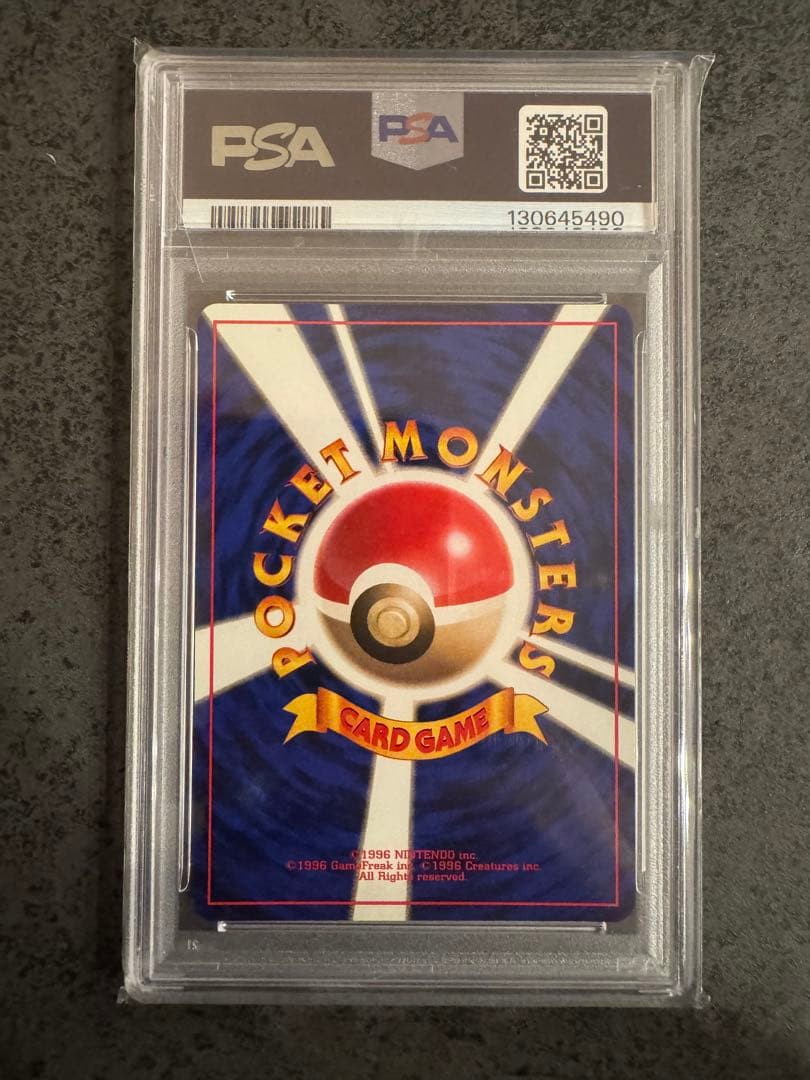 PSA PSA
130645490
POCKET MONSTERS
CARD GAME
©1996 NINTENDO inc.
©1996 GameFreak inc. ©1996 Creatures inc.
All Rights reserved.
21